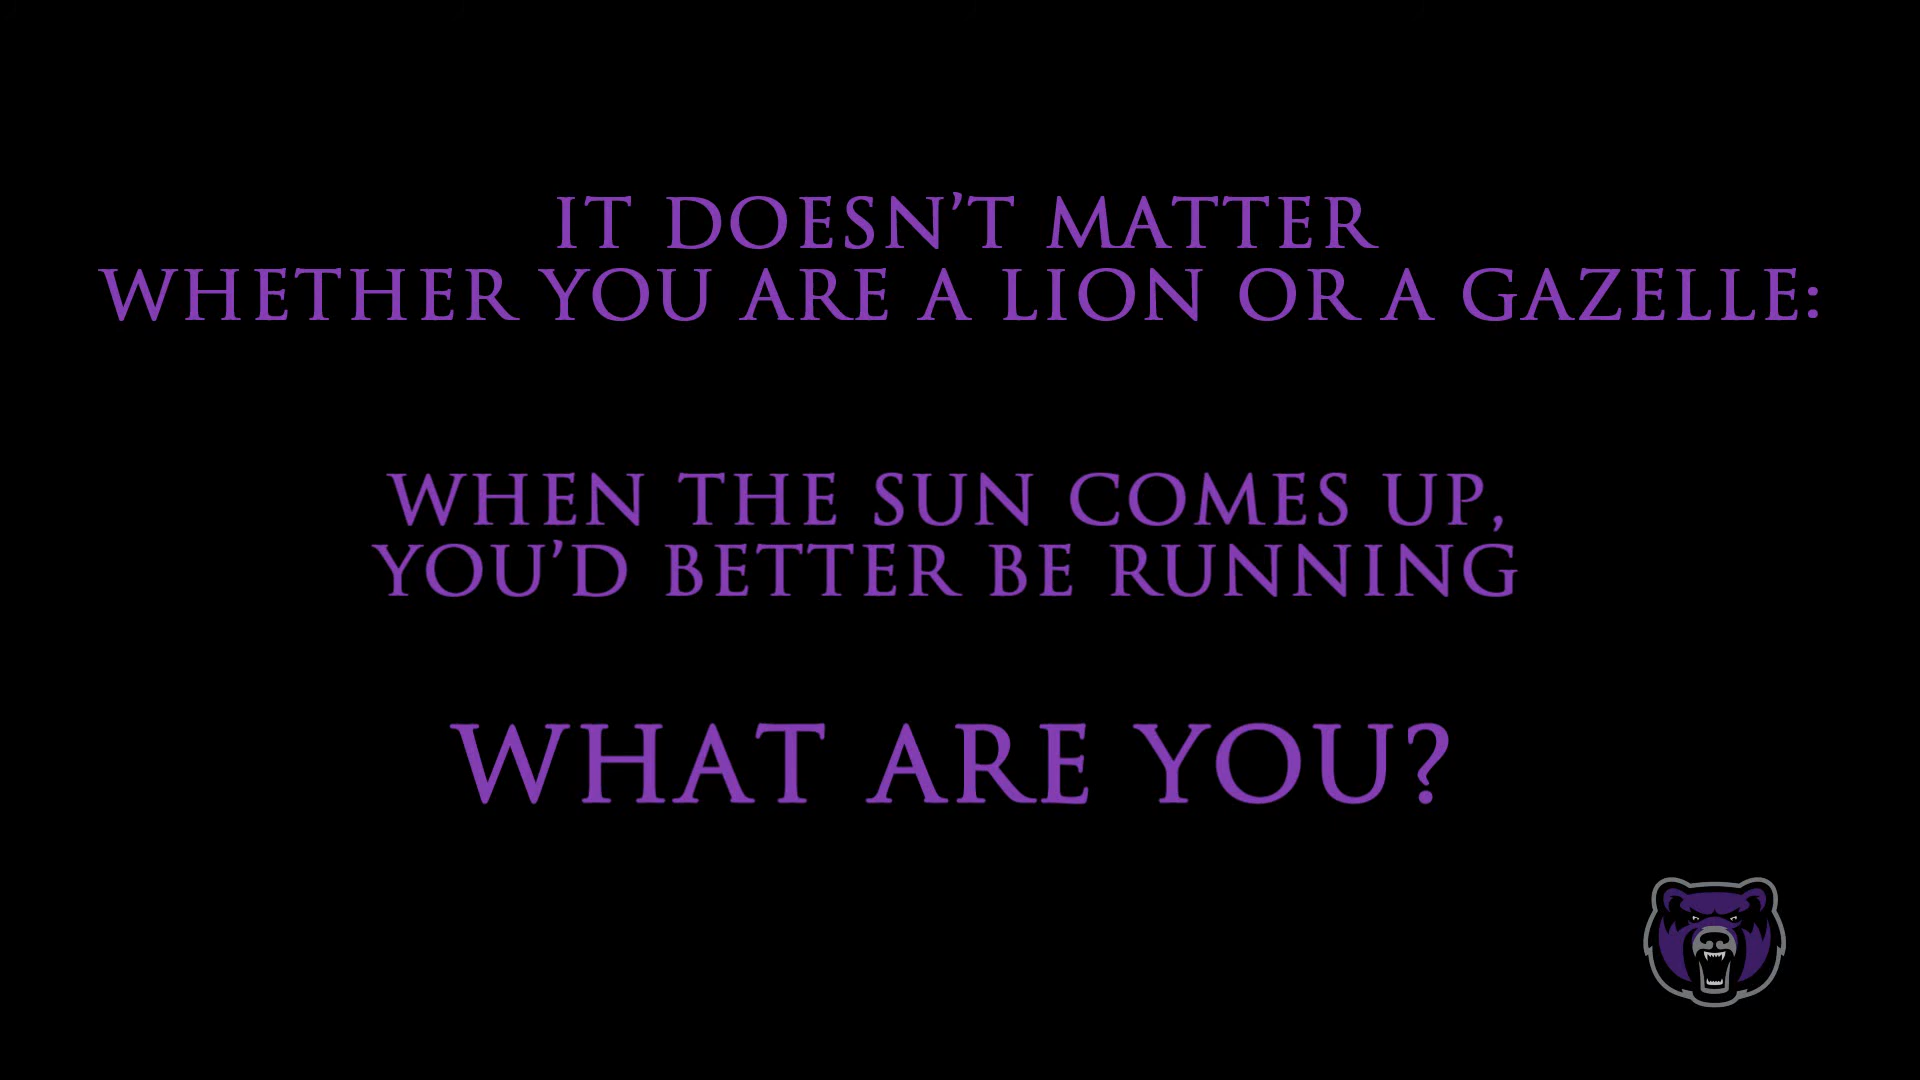 IT DOESN’T MATTER
WHETHER YOU ARE A LION OR A GAZELLE:
WHEN THE SUN COMES UP,
YOU’D BETTER BE RUNNING
WHAT ARE YOU?